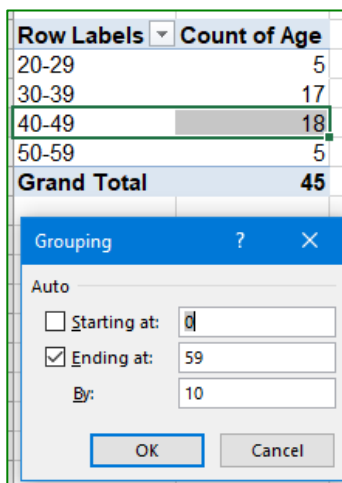 Row Labels Count of Age
20-29 5
30-39 17
40-49 18
50-59 5
Grand Total 45
Grouping ? ×
Auto
Starting at: 0
Ending at: 59
By: 10
OK Cancel